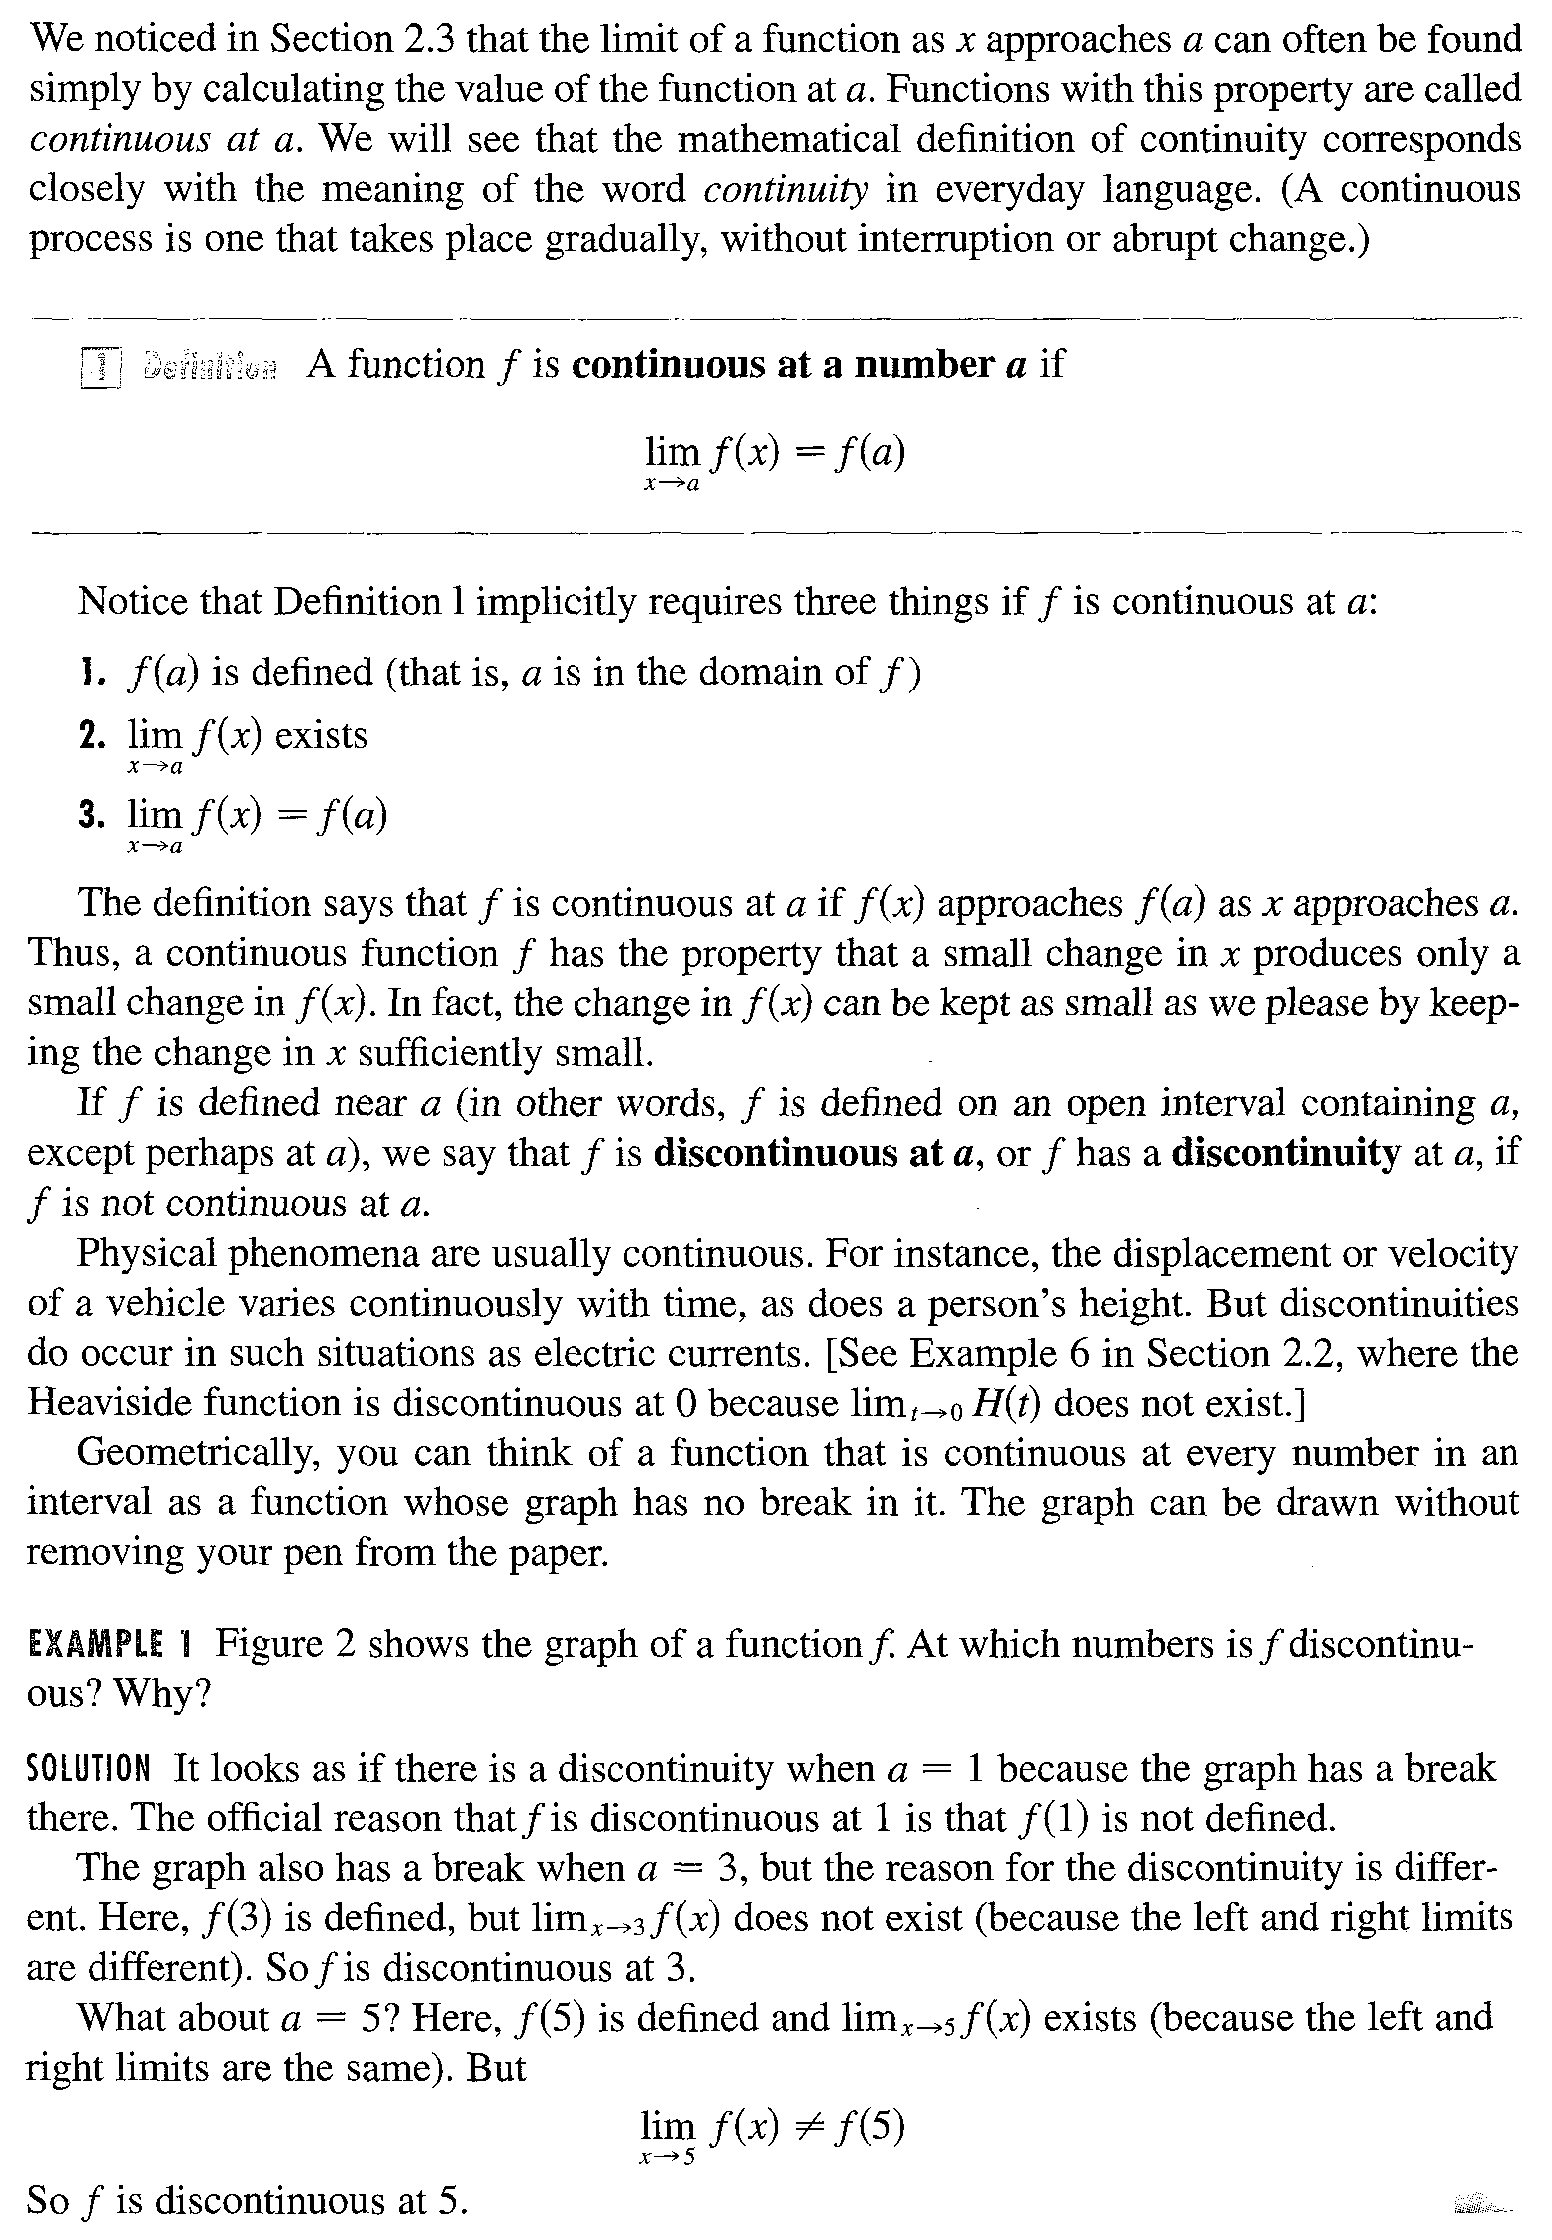 We noticed in Section 2.3 that the limit of a function as x approaches a can often be found
simply by calculating the value of the function at a. Functions with this property are called
continuous at a. We will see that the mathematical definition of continuity corresponds
closely with the meaning of the word continuity in everyday language. (A continuous
process is one that takes place gradually, without interruption or abrupt change.)
1 Definition A function f is continuous at a number a if
lim f(x) = f(a)
x→a
Notice that Definition 1 implicitly requires three things if f is continuous at a:
1. f(a) is defined (that is, a is in the domain of f)
2. lim f(x) exists
x→a
3. lim f(x) = f(a)
x→a
The definition says that f is continuous at a if f(x) approaches f(a) as x approaches a.
Thus, a continuous function f has the property that a small change in x produces only a
small change in f(x). In fact, the change in f(x) can be kept as small as we please by keep-
ing the change in x sufficiently small.
If f is defined near a (in other words, f is defined on an open interval containing a,
except perhaps at a), we say that f is discontinuous at a, or f has a discontinuity at a, if
f is not continuous at a.
Physical phenomena are usually continuous. For instance, the displacement or velocity
of a vehicle varies continuously with time, as does a person's height. But discontinuities
do occur in such situations as electric currents. [See Example 6 in Section 2.2, where the
Heaviside function is discontinuous at 0 because lim t→0 H(t) does not exist.]
Geometrically, you can think of a function that is continuous at every number in an
interval as a function whose graph has no break in it. The graph can be drawn without
removing your pen from the paper.
EXAMPLE 1 Figure 2 shows the graph of a function f. At which numbers is f discontinu-
ous? Why?
SOLUTION It looks as if there is a discontinuity when a = 1 because the graph has a break
there. The official reason that f is discontinuous at 1 is that f(1) is not defined.
The graph also has a break when a = 3, but the reason for the discontinuity is differ-
ent. Here, f(3) is defined, but lim x→3 f(x) does not exist (because the left and right limits
are different). So f is discontinuous at 3.
What about a = 5? Here, f(5) is defined and lim x→5 f(x) exists (because the left and
right limits are the same). But
lim f(x) ≠ f(5)
x→5
So f is discontinuous at 5.